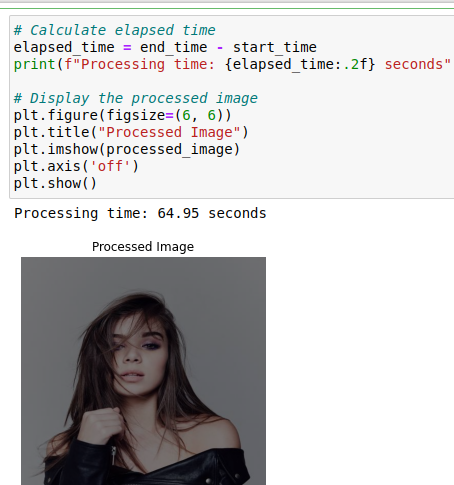 # Calculate elapsed time
elapsed_time = end_time - start_time
print(f"Processing time: {elapsed_time:.2f} seconds"
# Display the processed image
plt.figure(figsize=(6, 6))
plt.title("Processed Image")
plt.imshow(processed_image)
plt.axis('off')
plt.show()
Processing time: 64.95 seconds
Processed Image